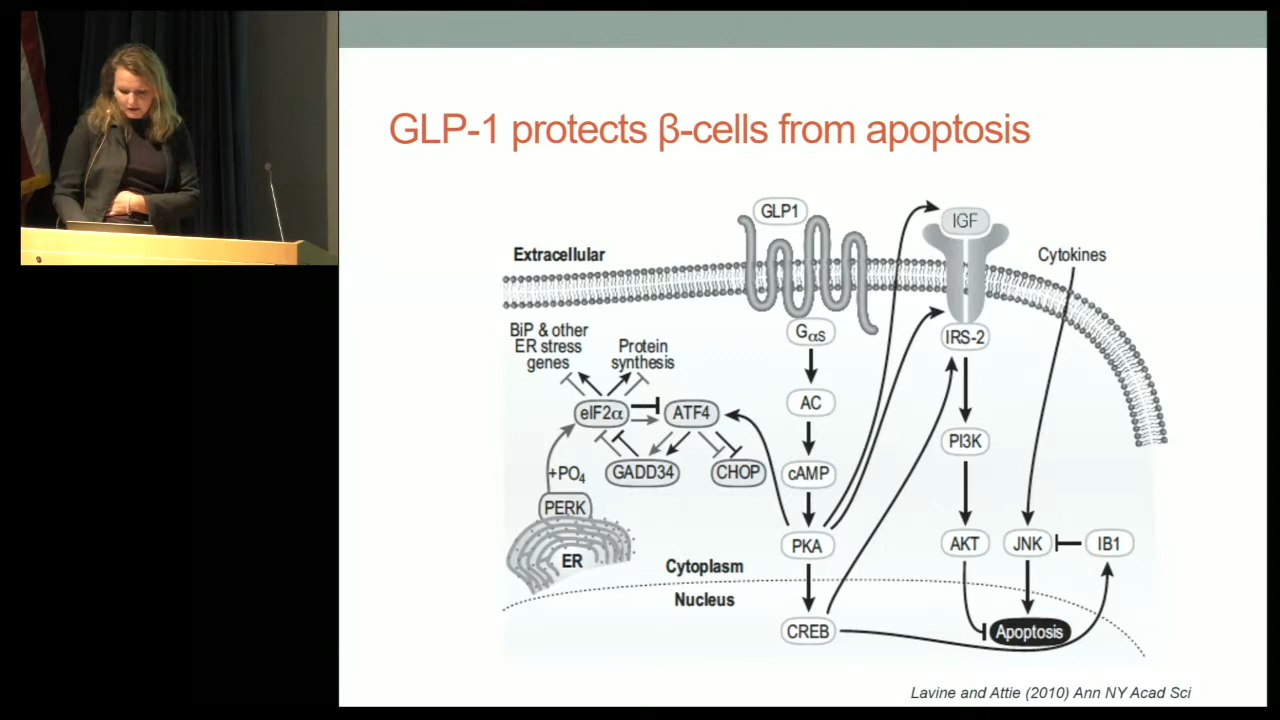 GLP-1 protects β-cells from apoptosis
GLP1
IGF
Extracellular
Cytokines
BiP & other
ER stress
genes
Protein
synthesis
GαS
IRS-2
eIF2α
ATF4
AC
PI3K
+PO4
GADD34
CHOP
cAMP
PERK
ER
PKA
AKT
JNK
IB1
Cytoplasm
Nucleus
CREB
Apoptosis
Lavine and Attie (2010) Ann NY Acad Sci